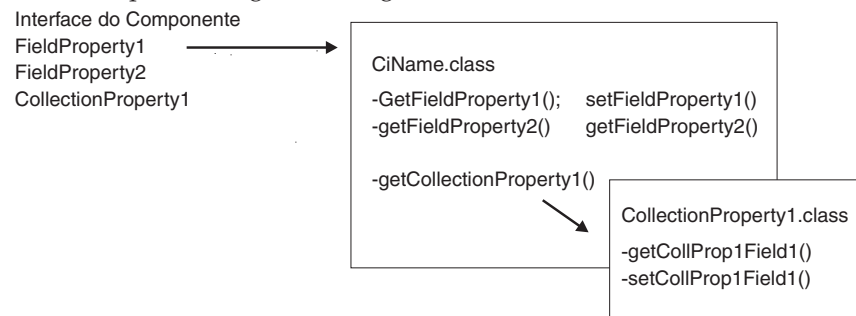 Interface do Componente
FieldProperty1
FieldProperty2
CollectionProperty1
CiName.class
-GetFieldProperty1(); setFieldProperty1()
-getFieldProperty2() getFieldProperty2()
-getCollectionProperty1()
CollectionProperty1.class
-getCollProp1Field1()
-setCollProp1Field1()